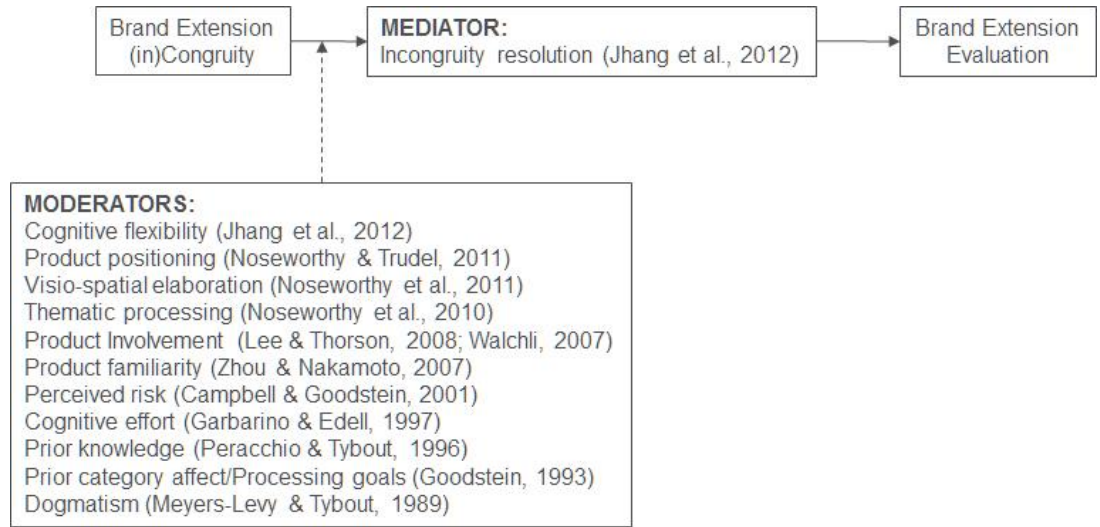 Brand Extension
(in)Congruity
MEDIATOR:
Incongruity resolution (Jhang et al., 2012)
Brand Extension
Evaluation
MODERATORS:
Cognitive flexibility (Jhang et al., 2012)
Product positioning (Noseworthy & Trudel, 2011)
Visio-spatial elaboration (Noseworthy et al., 2011)
Thematic processing (Noseworthy et al., 2010)
Product Involvement (Lee & Thorson, 2008; Walchli, 2007)
Product familiarity (Zhou & Nakamoto, 2007)
Perceived risk (Campbell & Goodstein, 2001)
Cognitive effort (Garbarino & Edell, 1997)
Prior knowledge (Peracchio & Tybout, 1996)
Prior category affect/Processing goals (Goodstein, 1993)
Dogmatism (Meyers-Levy & Tybout, 1989)